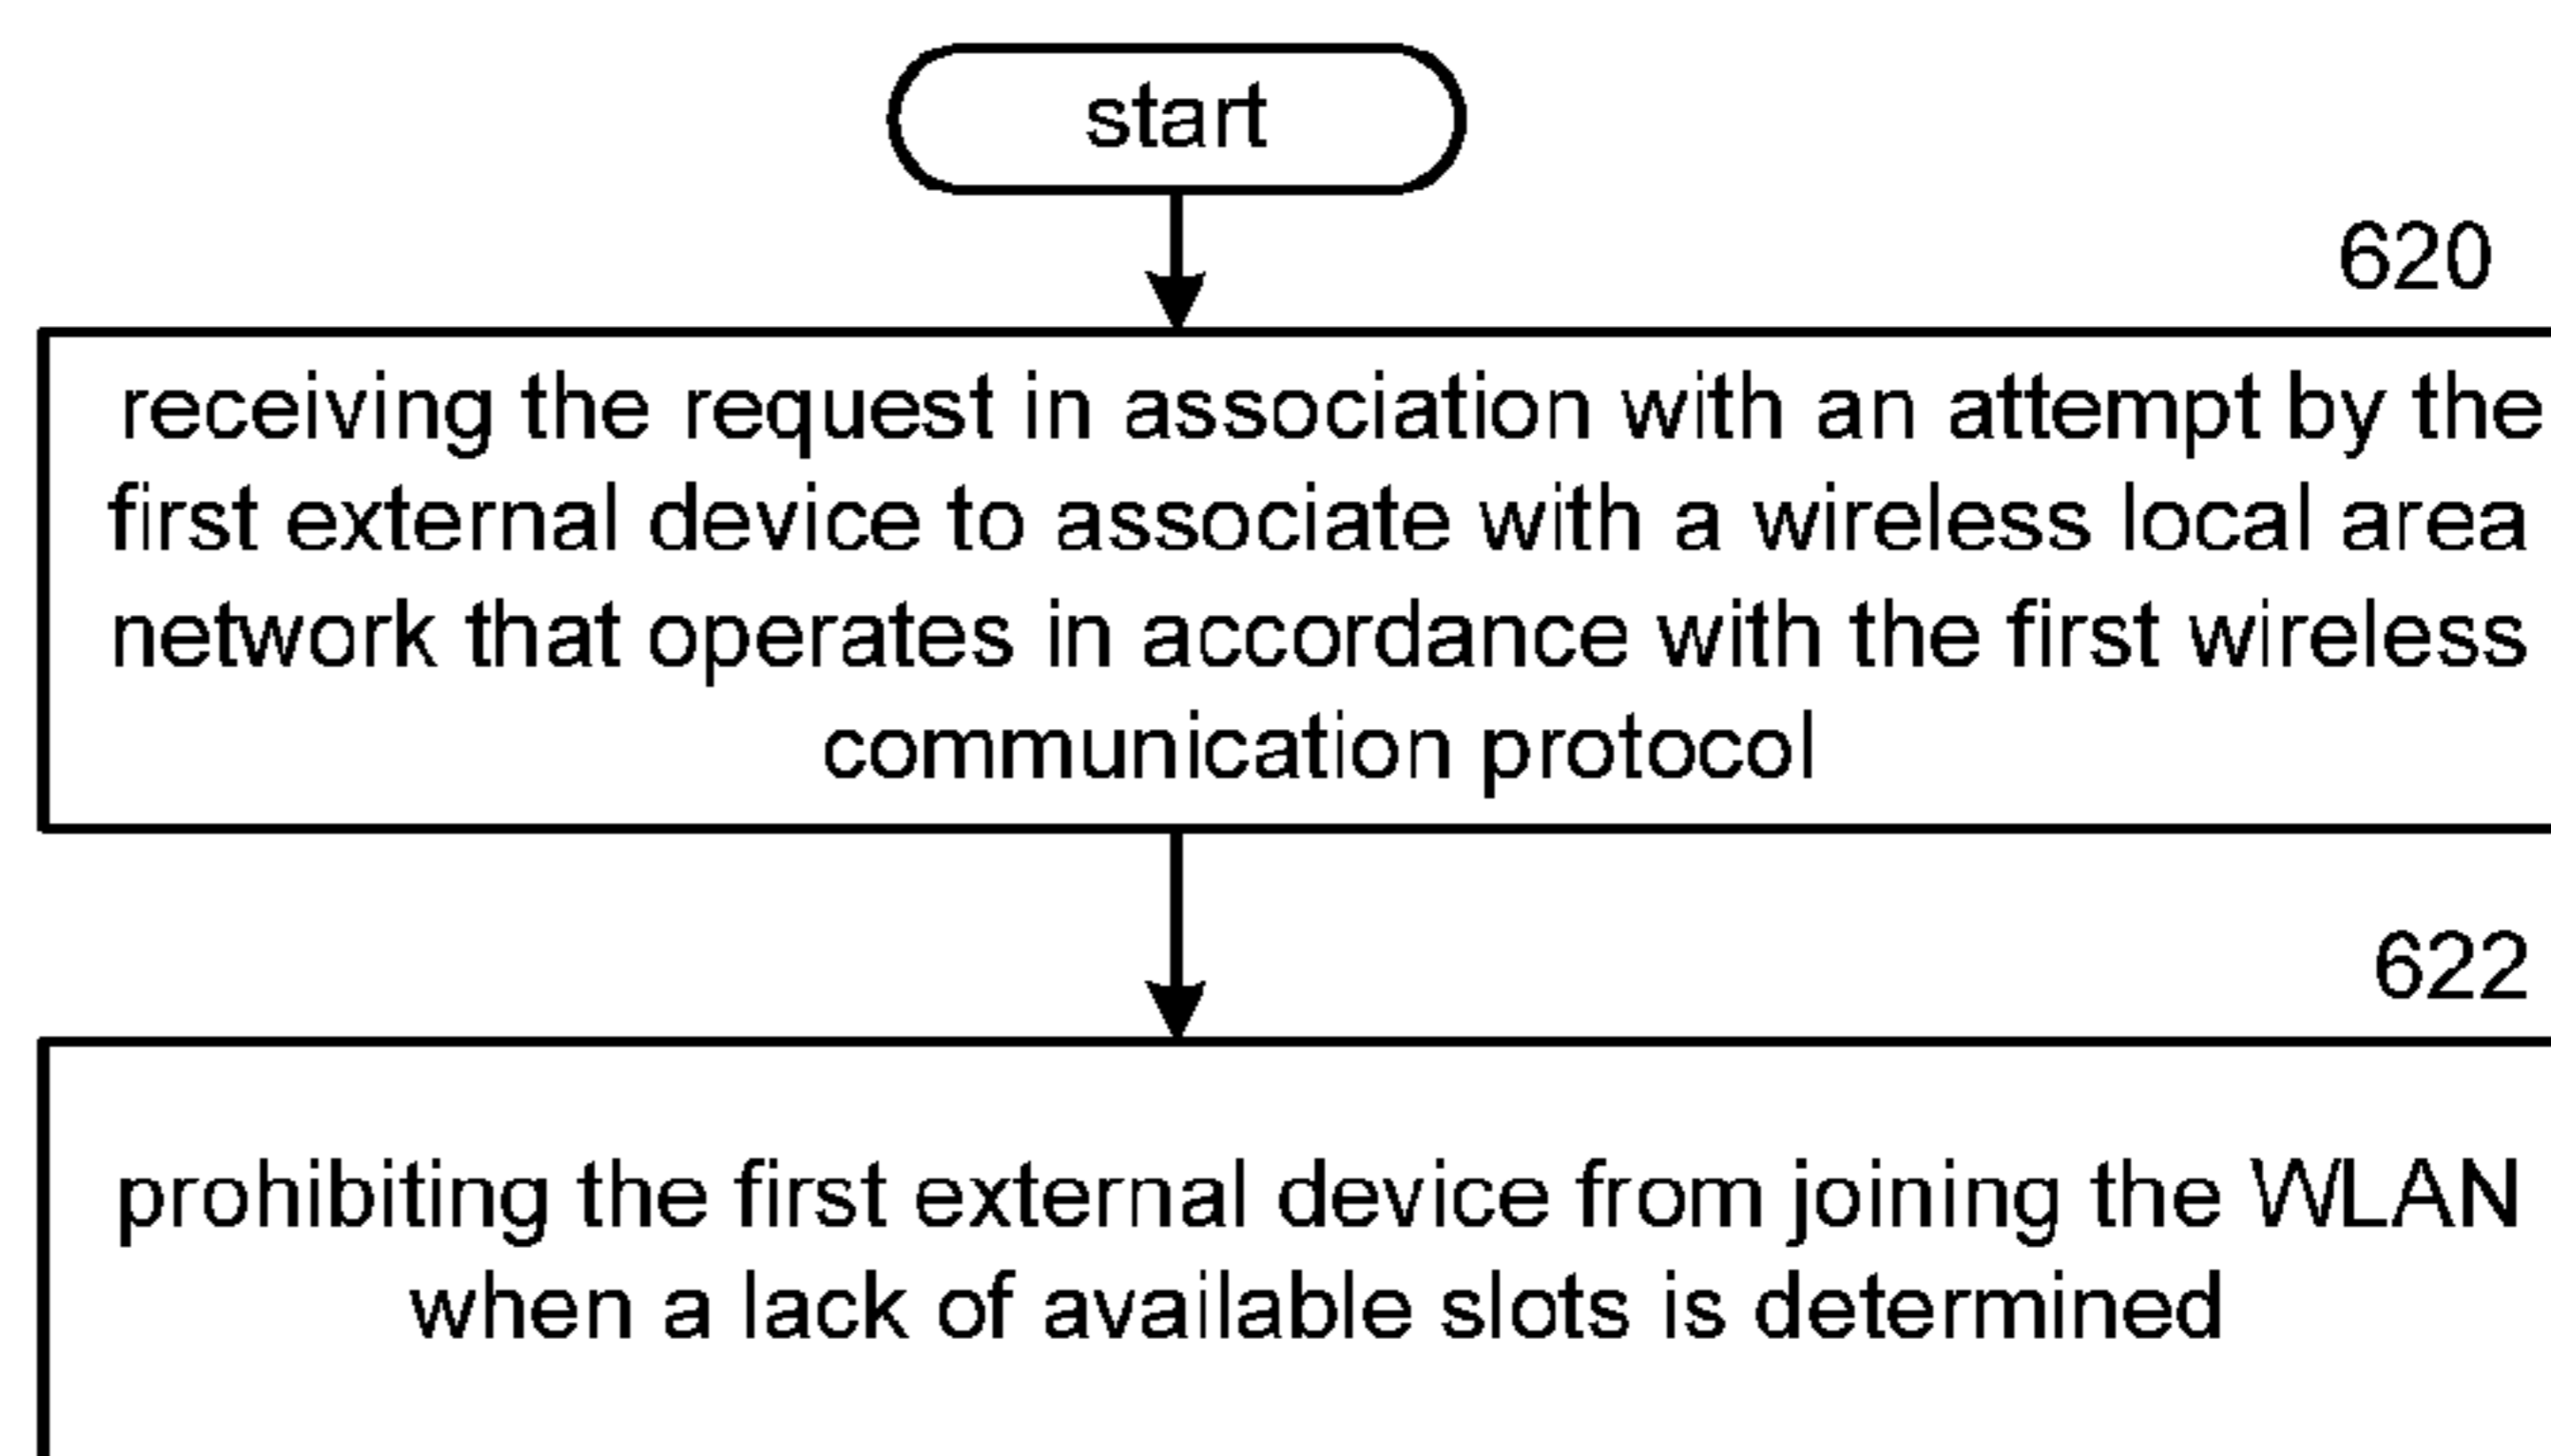 start
620
receiving the request in association with an attempt by the
first external device to associate with a wireless local area
network that operates in accordance with the first wireless
communication protocol
622
prohibiting the first external device from joining the WLAN
when a lack of available slots is determined